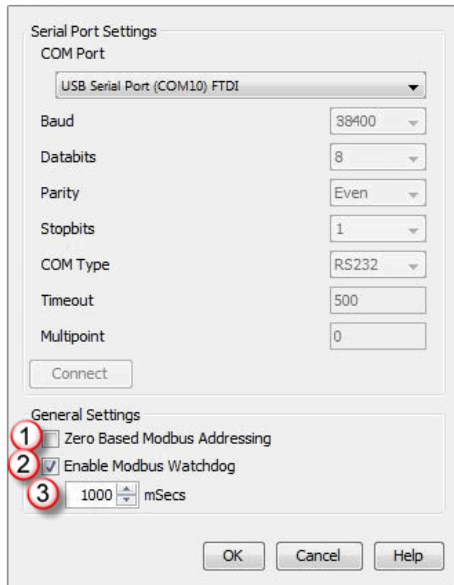 Serial Port Settings
COM Port
USB Serial Port (COM10) FTDI
Baud 38400
Databits 8
Parity Even
Stopbits 1
COM Type RS232
Timeout 500
Multipoint 0
Connect
General Settings
1 Zero Based Modbus Addressing
2 Enable Modbus Watchdog
3 1000 mSecs
OK Cancel Help